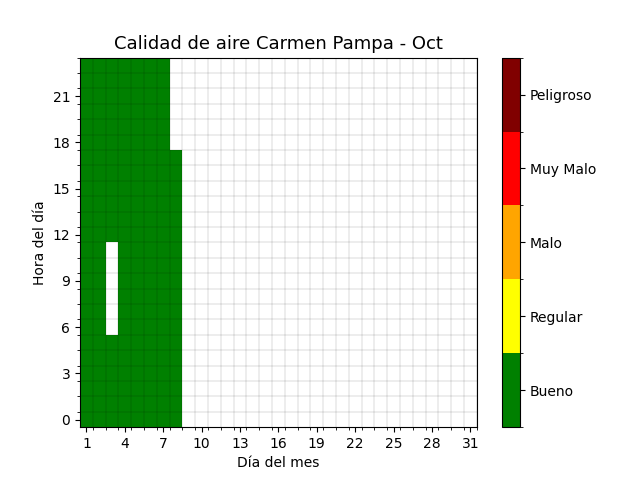 Calidad de aire Carmen Pampa - Oct
Hora del día
21
18
15
12
9
6
3
0
1 4 7 10 13 16 19 22 25 28 31
Día del mes
Peligroso
Muy Malo
Malo
Regular
Bueno